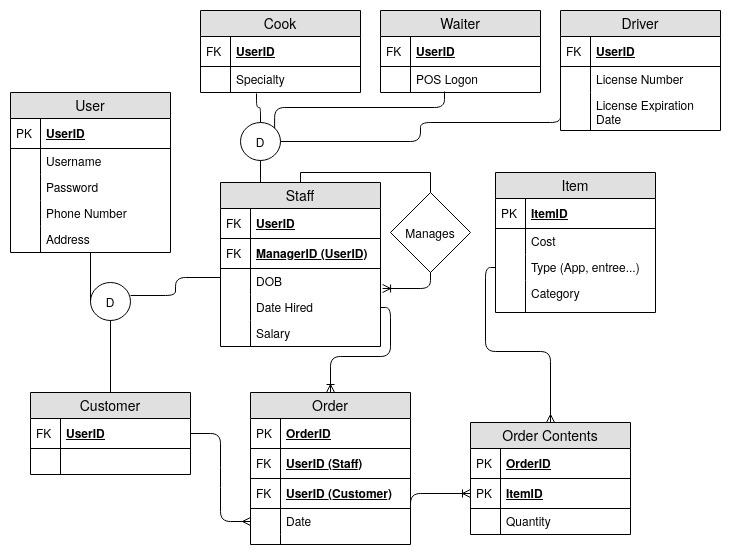 Cook
FK UserID
Specialty
Waiter
FK UserID
POS Logon
Driver
FK UserID
License Number
License Expiration
Date
User
PK UserID
Username
Password
Phone Number
Address
D
Staff
FK UserID
FK ManagerID (UserID)
DOB
Date Hired
Salary
Manages
Item
PK ItemID
Cost
Type (App, entree...)
Category
D
Customer
FK UserID
Order
PK OrderID
FK UserID (Staff)
FK UserID (Customer)
Date
Order Contents
PK OrderID
PK ItemID
Quantity